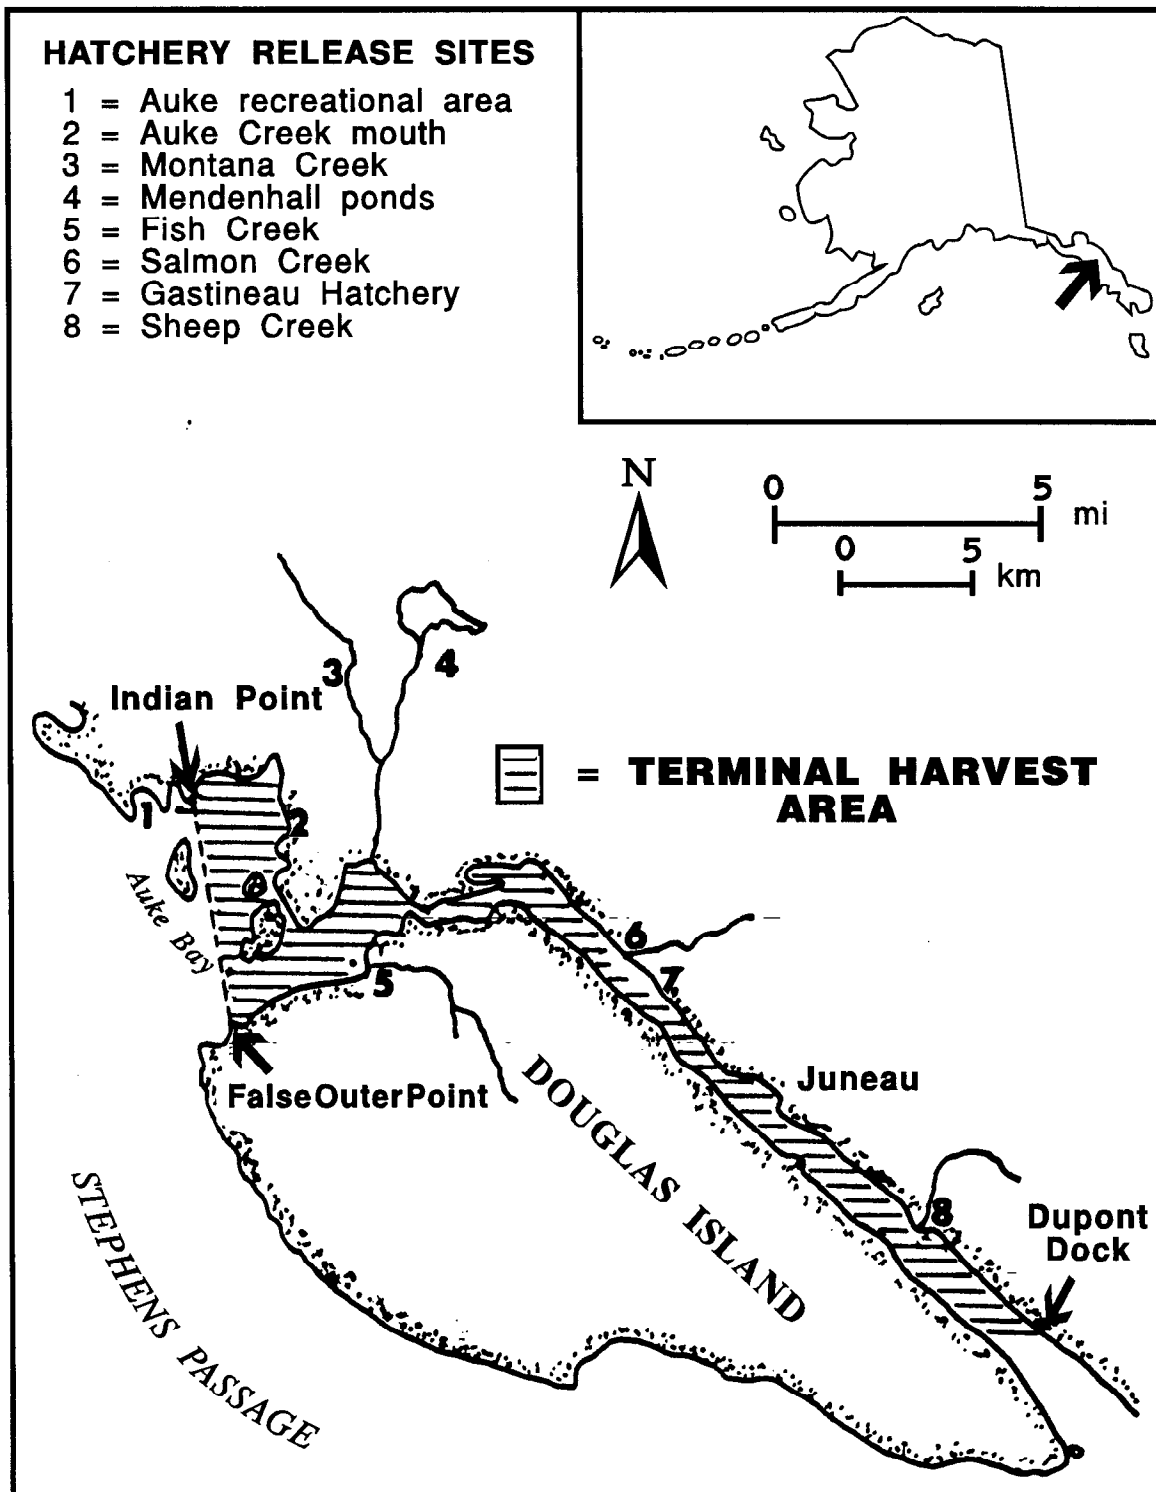 HATCHERY RELEASE SITES
1 = Auke recreational area
2 = Auke Creek mouth
3 = Montana Creek
4 = Mendenhall ponds
5 = Fish Creek
6 = Salmon Creek
7 = Gastineau Hatchery
8 = Sheep Creek
N
0 5 mi
0 5 km
3
4
Indian Point
= TERMINAL HARVEST
AREA
1
2
Auke Bay
6
7
5
Juneau
False Outer Point
DOUGLAS ISLAND
8
Dupont
Dock
STEPHENS PASSAGE